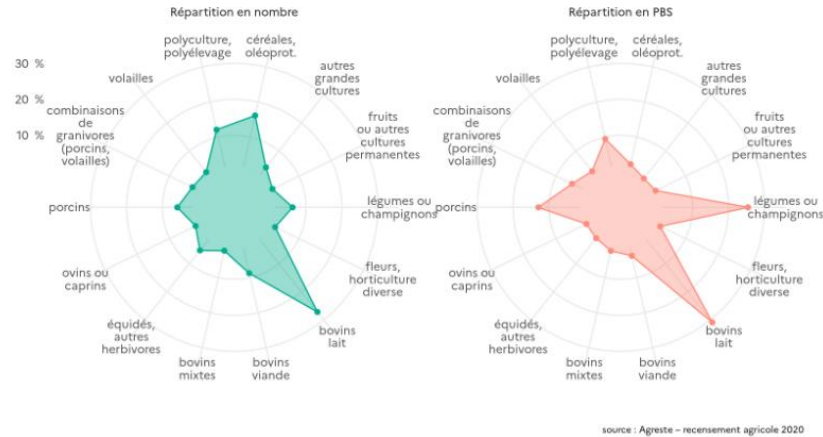 Répartition en nombre
polyculture,
polyélevage
céréales,
oléoprot.
30 %
20 %
10 %
volailles
autres
grandes
cultures
combinaisons
de
granivores
(porcins,
volailles)
fruits
ou autres
cultures
permanentes
porcins
légumes ou
champignons
ovins ou
caprins
fleurs,
horticulture
diverse
équidés,
autres
herbivores
bovins
lait
bovins
mixtes
bovins
viande
Répartition en PBS
polyculture,
polyélevage
céréales,
oléoprot.
volailles
autres
grandes
cultures
combinaisons
de
granivores
(porcins,
volailles)
fruits
ou autres
cultures
permanentes
porcins
légumes ou
champignons
ovins ou
caprins
fleurs,
horticulture
diverse
équidés,
autres
herbivores
bovins
lait
bovins
mixtes
bovins
viande
source : Agreste – recensement agricole 2020